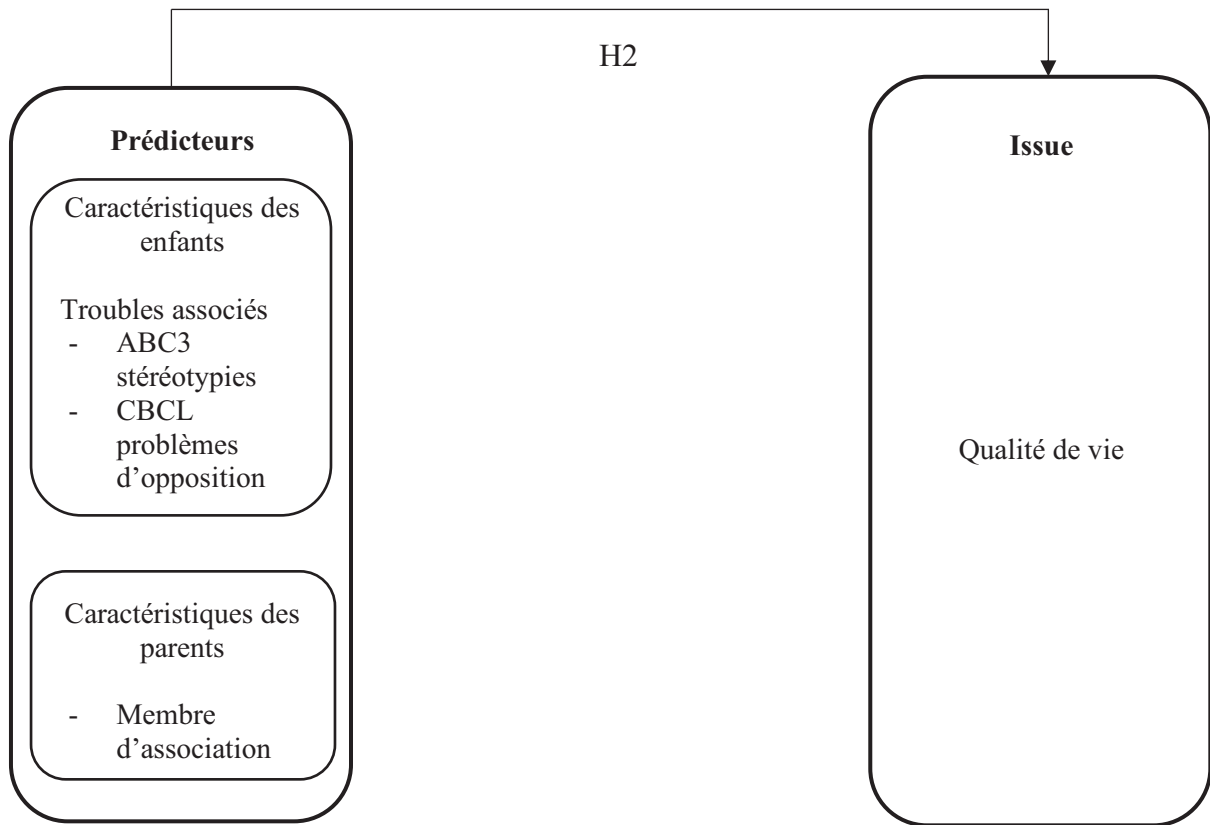 H2
Prédicteurs
Caractéristiques des
enfants
Troubles associés
- ABC3
stéréotypies
- CBCL
problèmes
d’opposition
Caractéristiques des
parents
- Membre
d’association
Issue
Qualité de vie